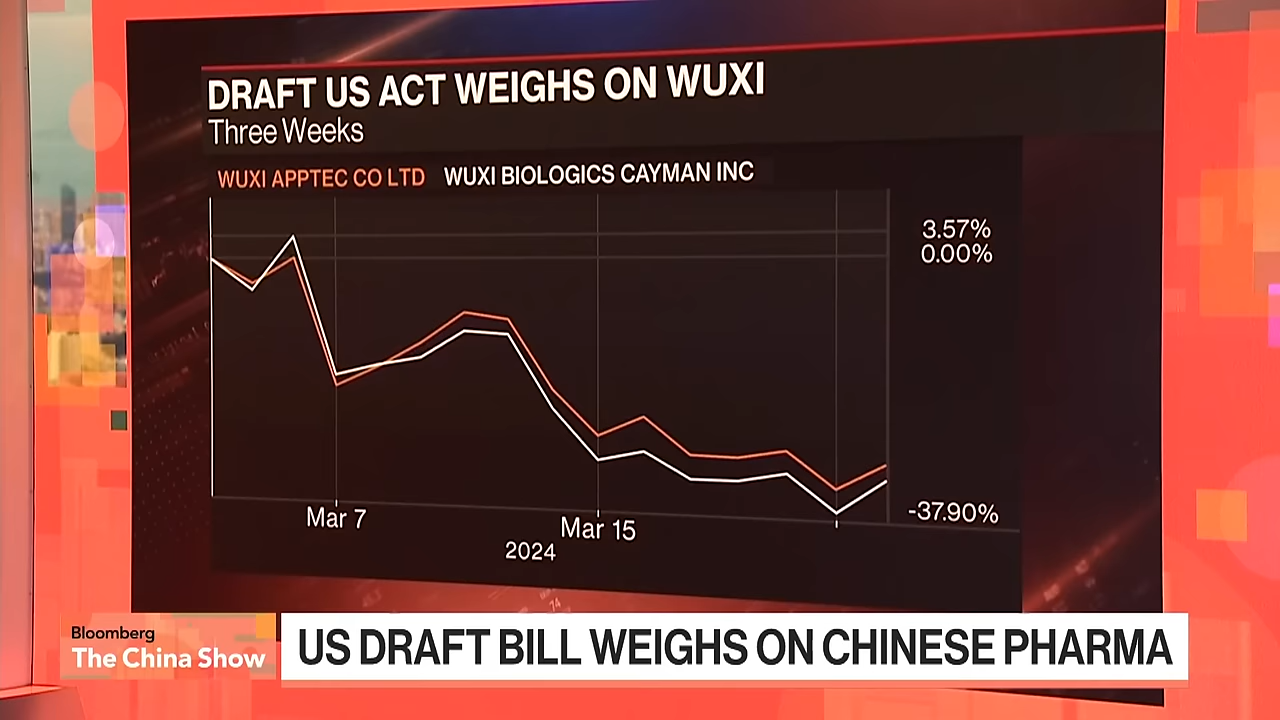 DRAFT US ACT WEIGHS ON WUXI
Three Weeks
WUXI APPTEC CO LTD WUXI BIOLOGICS CAYMAN INC
3.57%
0.00%
-37.90%
Mar 7
Mar 15
2024
Bloomberg
The China Show
US DRAFT BILL WEIGHS ON CHINESE PHARMA